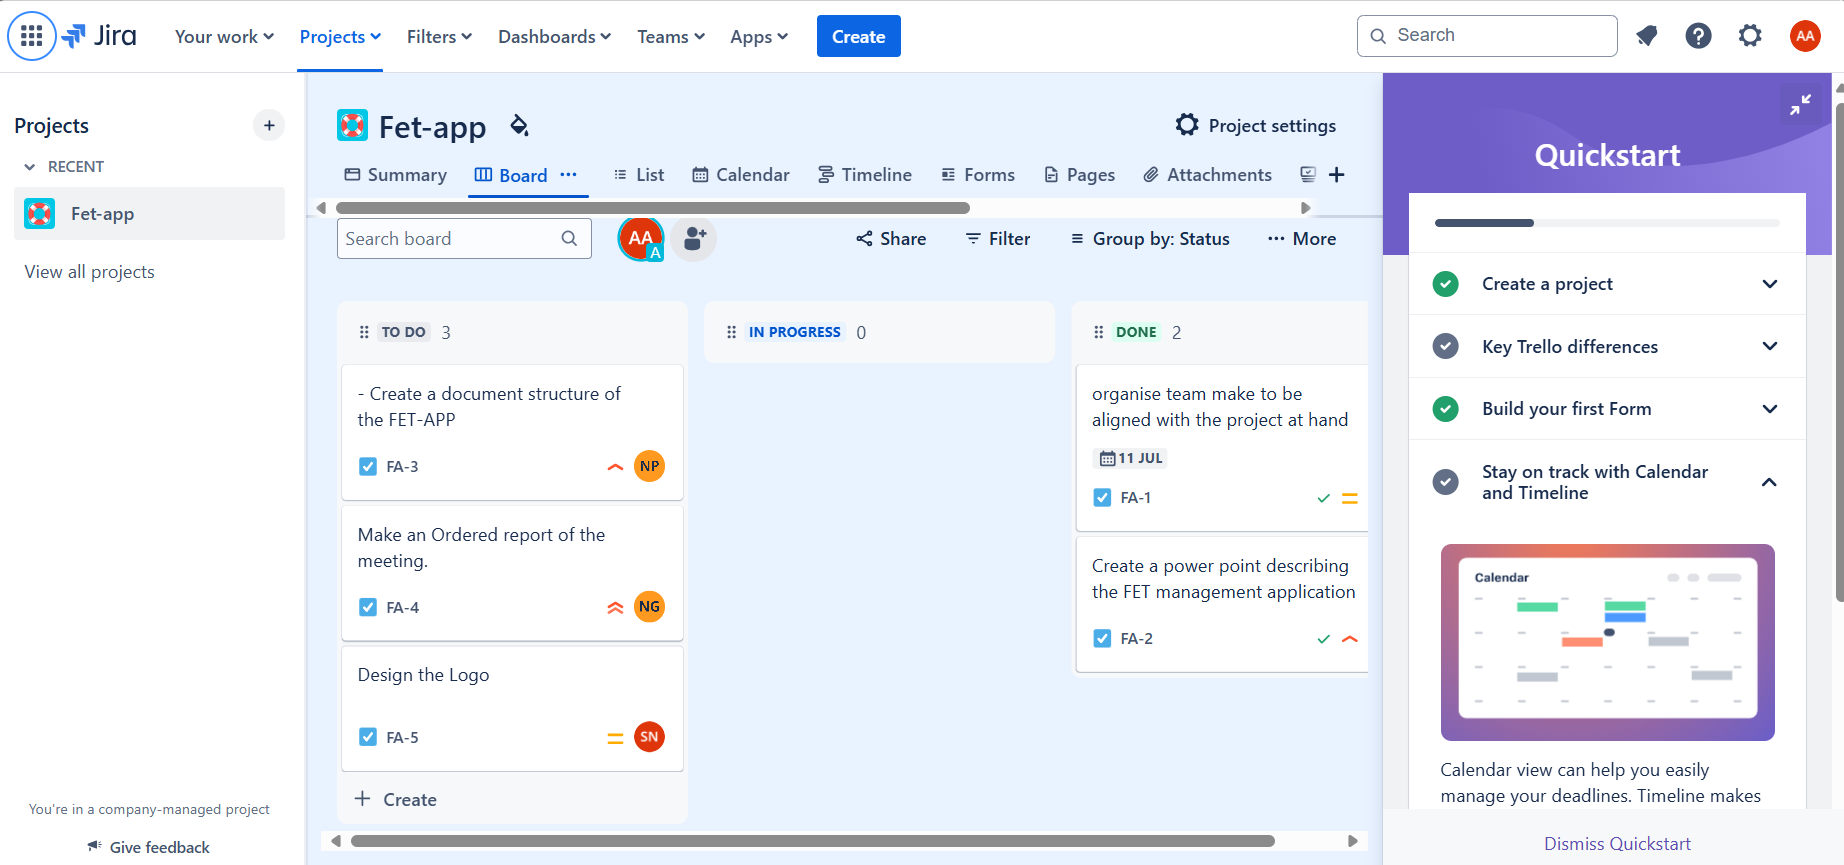 Jira
Your work
Projects
Filters
Dashboards
Teams
Apps
Create
Search
AA
Projects
+
RECENT
Fet-app
View all projects
You're in a company-managed project
Give feedback
Fet-app
Project settings
Summary
Board
List
Calendar
Timeline
Forms
Pages
Attachments
Search board
AA
A
Share
Filter
Group by: Status
More
TO DO 3
- Create a document structure of
the FET-APP
FA-3
NP
Make an Ordered report of the
meeting.
FA-4
NG
Design the Logo
FA-5
SN
+ Create
IN PROGRESS 0
DONE 2
organise team make to be
aligned with the project at hand
11 JUL
FA-1
Create a power point describing
the FET management application
FA-2
Quickstart
Create a project
Key Trello differences
Build your first Form
Stay on track with Calendar
and Timeline
Calendar
Calendar view can help you easily
manage your deadlines. Timeline makes
Dismiss Quickstart